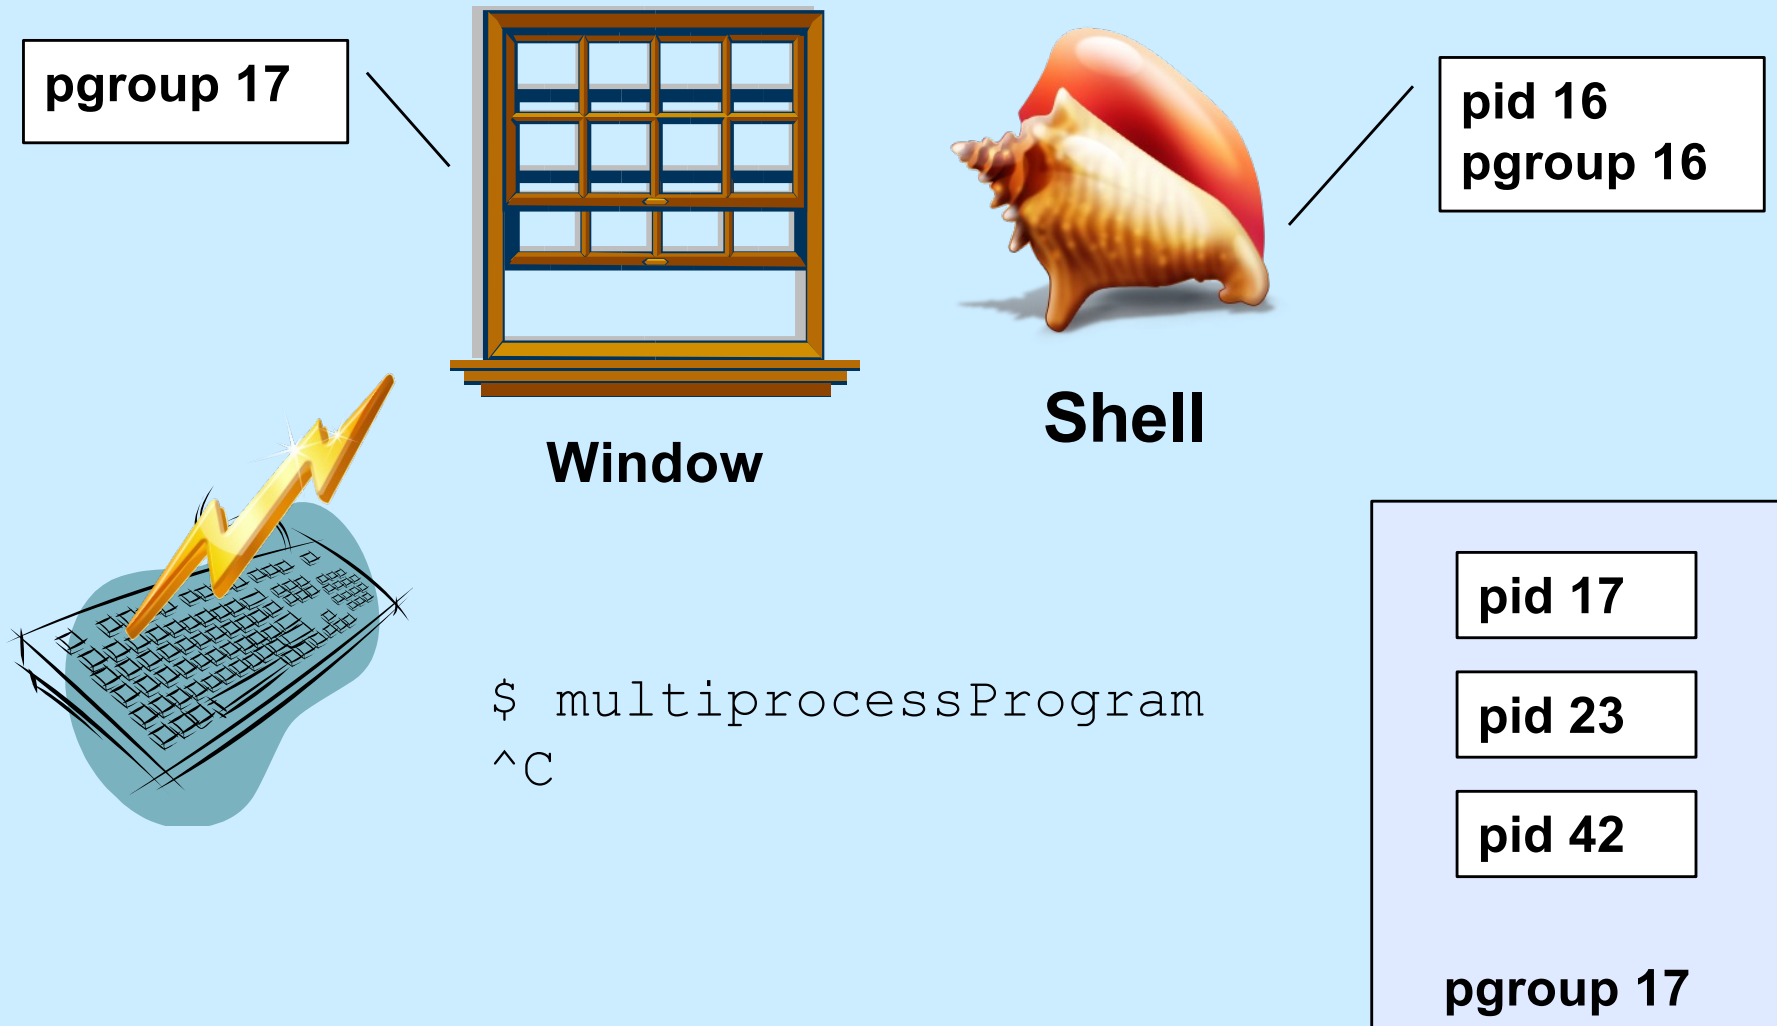 pgroup 17
pid 16
pgroup 16
Window
Shell
$ multiprocessProgram
^C
pid 17
pid 23
pid 42
pgroup 17